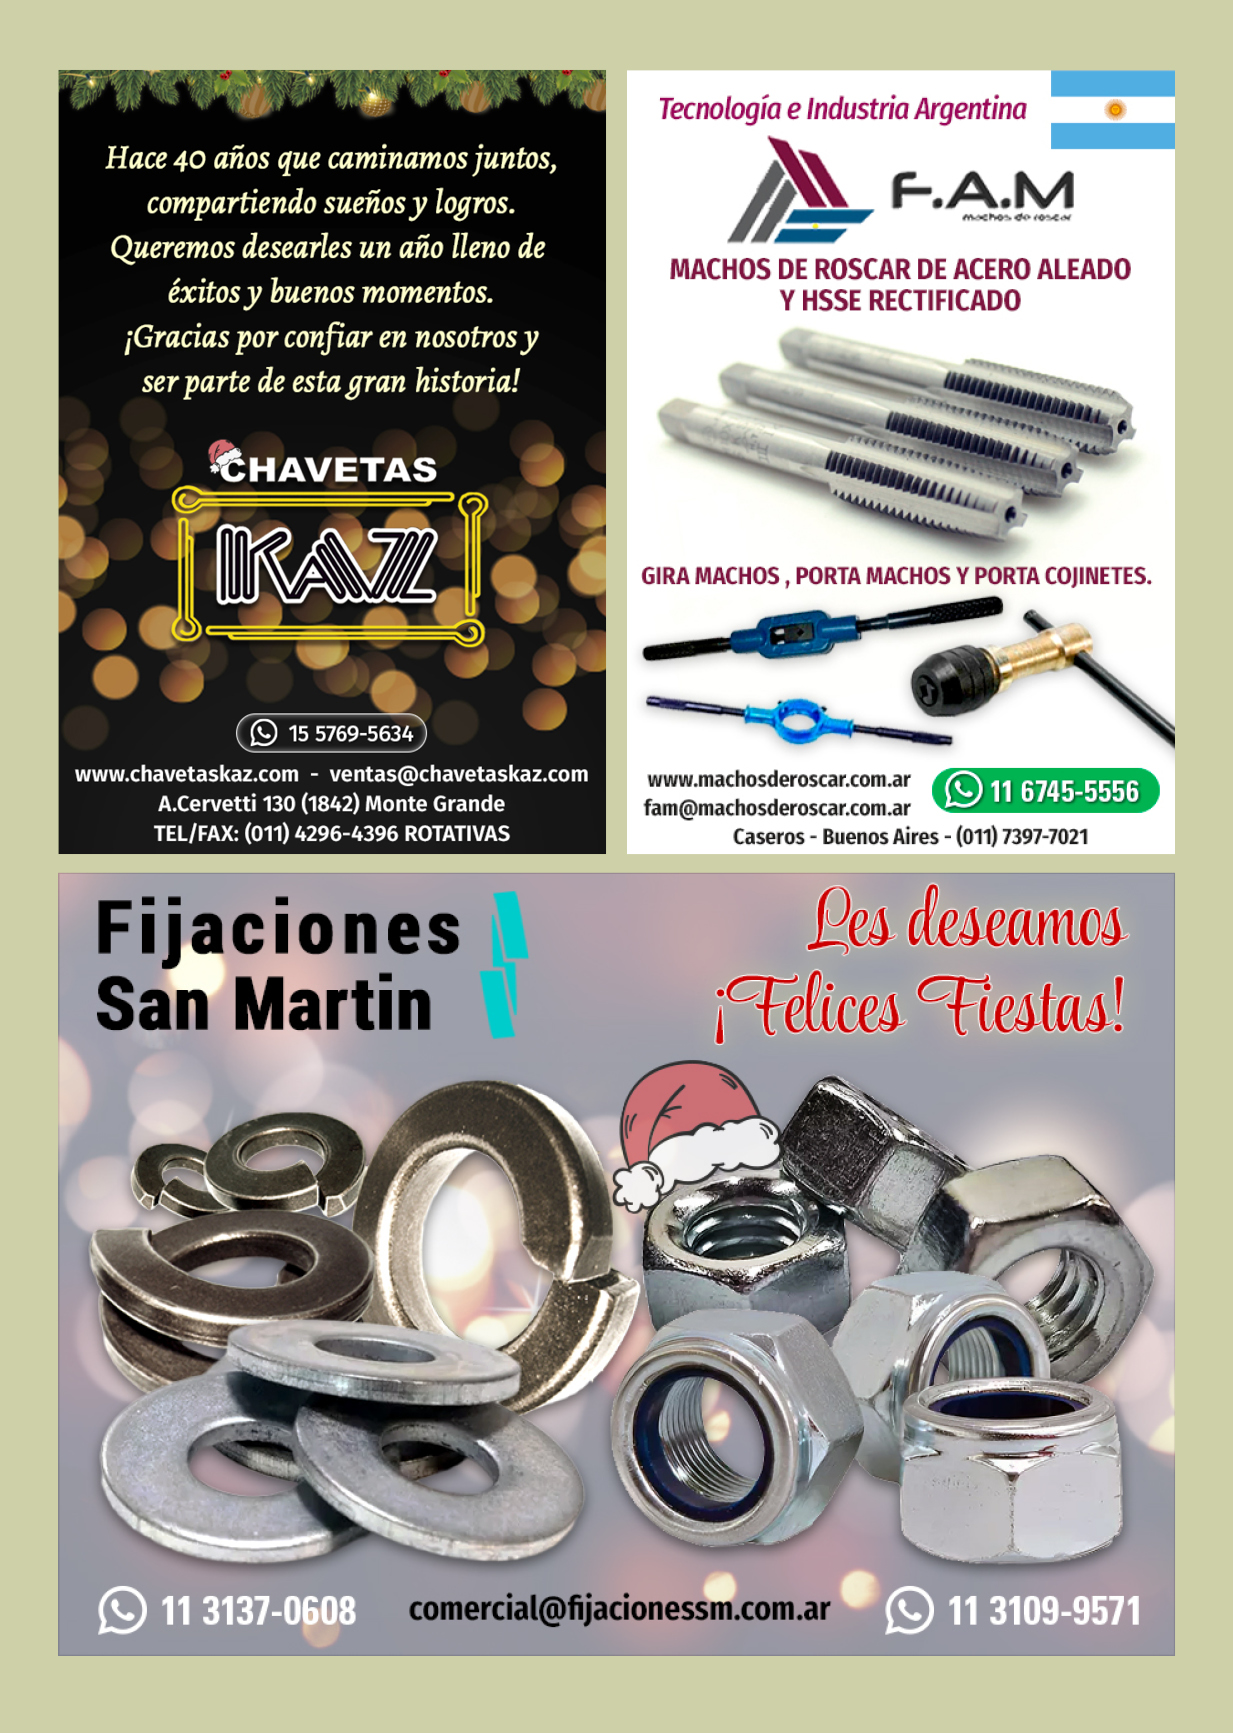 Hace 40 años que caminamos juntos,
compartiendo sueños y logros.
Queremos desearles un año lleno de
éxitos y buenos momentos.
¡Gracias por confiar en nosotros y
ser parte de esta gran historia!
CHAVETAS
KAZ
15 5769-5634
www.chavetaskaz.com - ventas@chavetaskaz.com
A.Cervetti 130 (1842) Monte Grande
TEL/FAX: (011) 4296-4396 ROTATIVAS
Tecnología e Industria Argentina
F.A.M
machos de roscar
MACHOS DE ROSCAR DE ACERO ALEADO
Y HSSE RECTIFICADO
GIRA MACHOS , PORTA MACHOS Y PORTA COJINETES.
www.machosderoscar.com.ar
fam@machosderoscar.com.ar
11 6745-5556
Caseros - Buenos Aires - (011) 7397-7021
Fijaciones
San Martin
Les deseamos
¡Felices Fiestas!
11 3137-0608
comercial@fijacionessm.com.ar
11 3109-9571